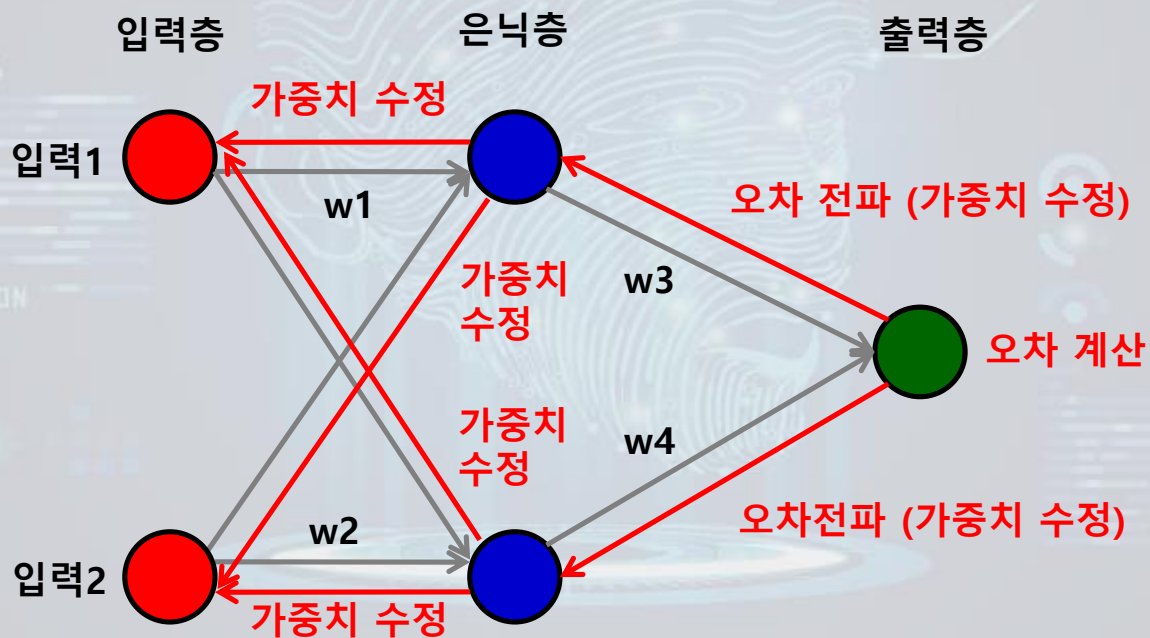 입력층
은닉층
출력층
가중치 수정
입력1
w1
오차 전파 (가중치 수정)
가중치
수정
w3
오차 계산
가중치
수정
w4
w2
오차전파 (가중치 수정)
입력2
가중치 수정
ON